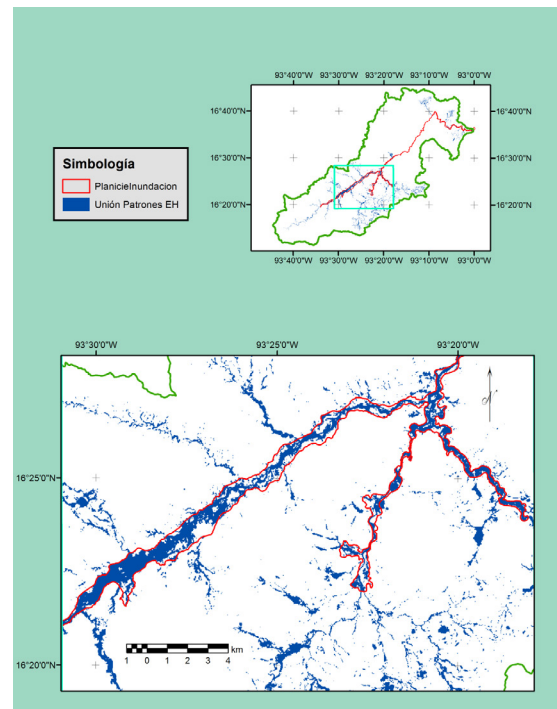 93°40'0"W 93°30'0"W 93°20'0"W 93°10'0"W 93°0'0"W
16°40'0"N 16°40'0"N
16°30'0"N 16°30'0"N
16°20'0"N 16°20'0"N
93°40'0"W 93°30'0"W 93°20'0"W 93°10'0"W 93°0'0"W
Simbología
PlanicieInundacion
Unión Patrones EH
93°30'0"W 93°25'0"W 93°20'0"W
N
16°25'0"N
16°20'0"N
km
1 0 1 2 3 4